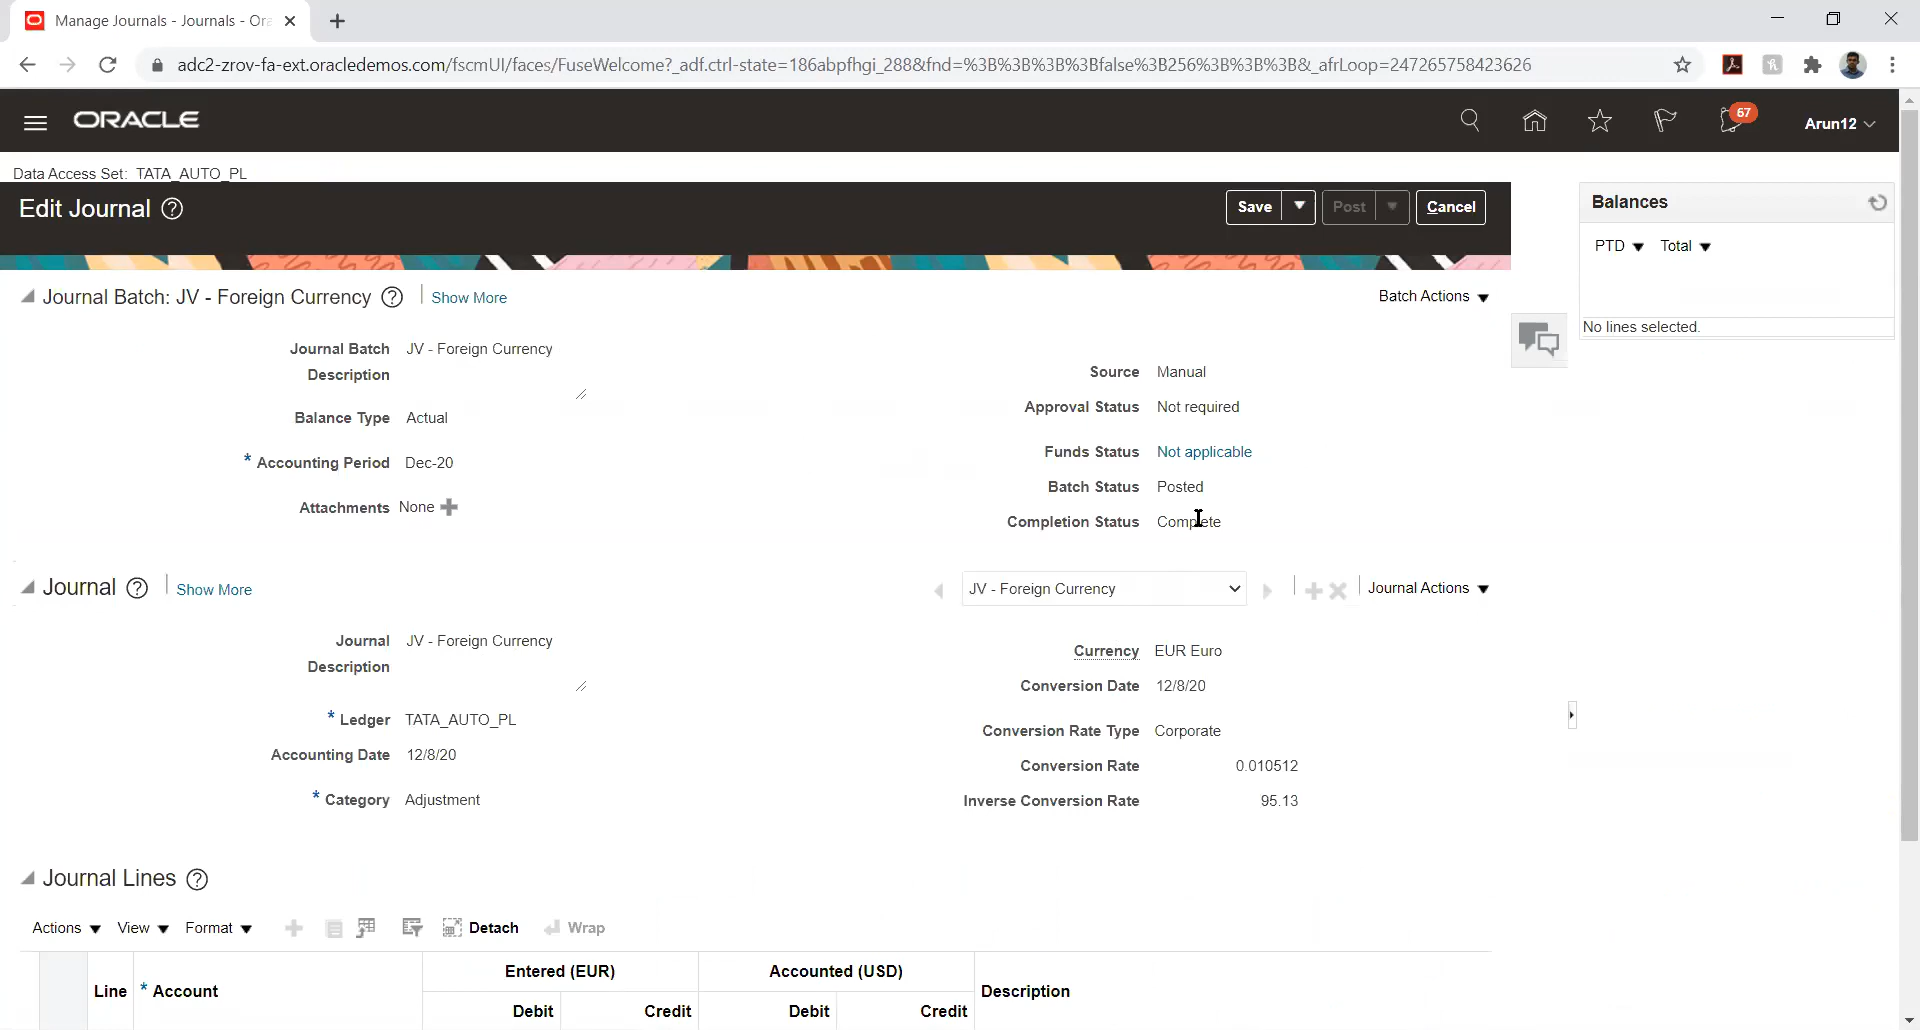 Manage Journals - Journals - Ora
adc2-zrov-fa-ext.oracledemos.com/fscmUI/faces/FuseWelcome?_adf.ctrl-state=186abpfhgi_288&fnd=%3B%3B%3B%3Bfalse%3B256%3B%3B%3B&_afrLoop=247265758423626
ORACLE
67
Arun12
Data Access Set: TATA_AUTO_PL
Edit Journal
Save
Post
Cancel
Balances
PTD Total
No lines selected.
Journal Batch: JV - Foreign Currency
Show More
Batch Actions
Journal Batch JV - Foreign Currency
Description
Balance Type Actual
* Accounting Period Dec-20
Attachments None
Source Manual
Approval Status Not required
Funds Status Not applicable
Batch Status Posted
Completion Status Complete
Journal
Show More
JV - Foreign Currency
Journal Actions
Journal JV - Foreign Currency
Description
* Ledger TATA_AUTO_PL
Accounting Date 12/8/20
* Category Adjustment
Currency EUR Euro
Conversion Date 12/8/20
Conversion Rate Type Corporate
Conversion Rate 0.010512
Inverse Conversion Rate 95.13
Journal Lines
Actions View Format Detach Wrap
Line * Account Entered (EUR) Accounted (USD) Description
Debit Credit Debit Credit